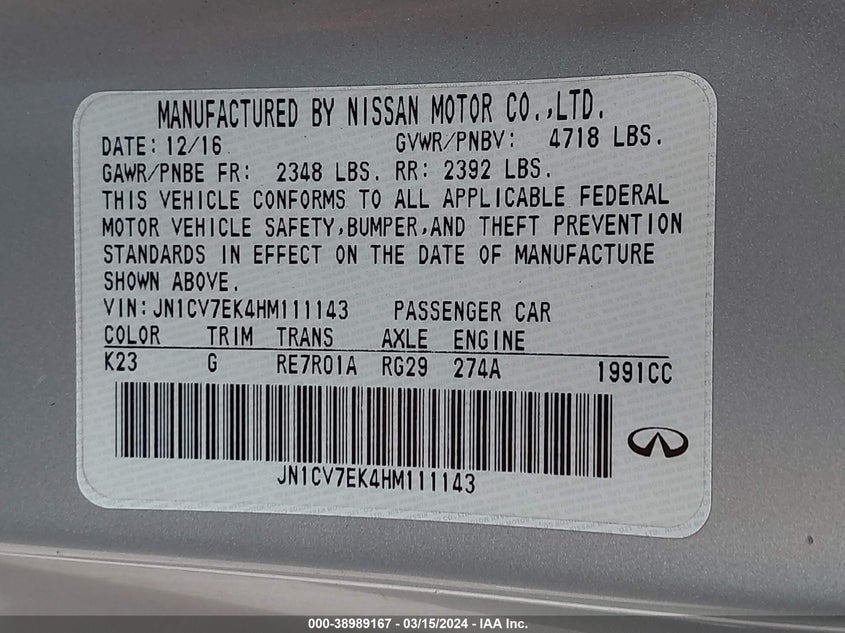 MANUFACTURED BY NISSAN MOTOR CO.,LTD.
DATE: 12/16 GVWR/PNBV: 4718 LBS.
GAWR/PNBE FR: 2348 LBS. RR: 2392 LBS.
THIS VEHICLE CONFORMS TO ALL APPLICABLE FEDERAL
MOTOR VEHICLE SAFETY,BUMPER,AND THEFT PREVENTION
STANDARDS IN EFFECT ON THE DATE OF MANUFACTURE
SHOWN ABOVE.
VIN:JN1CV7EK4HM111143 PASSENGER CAR
COLOR TRIM TRANS AXLE ENGINE
K23 G RE7R01A RG29 274A 1991CC
JN1CV7EK4HM111143
000-38989167 - 03/15/2024 - IAA Inc.